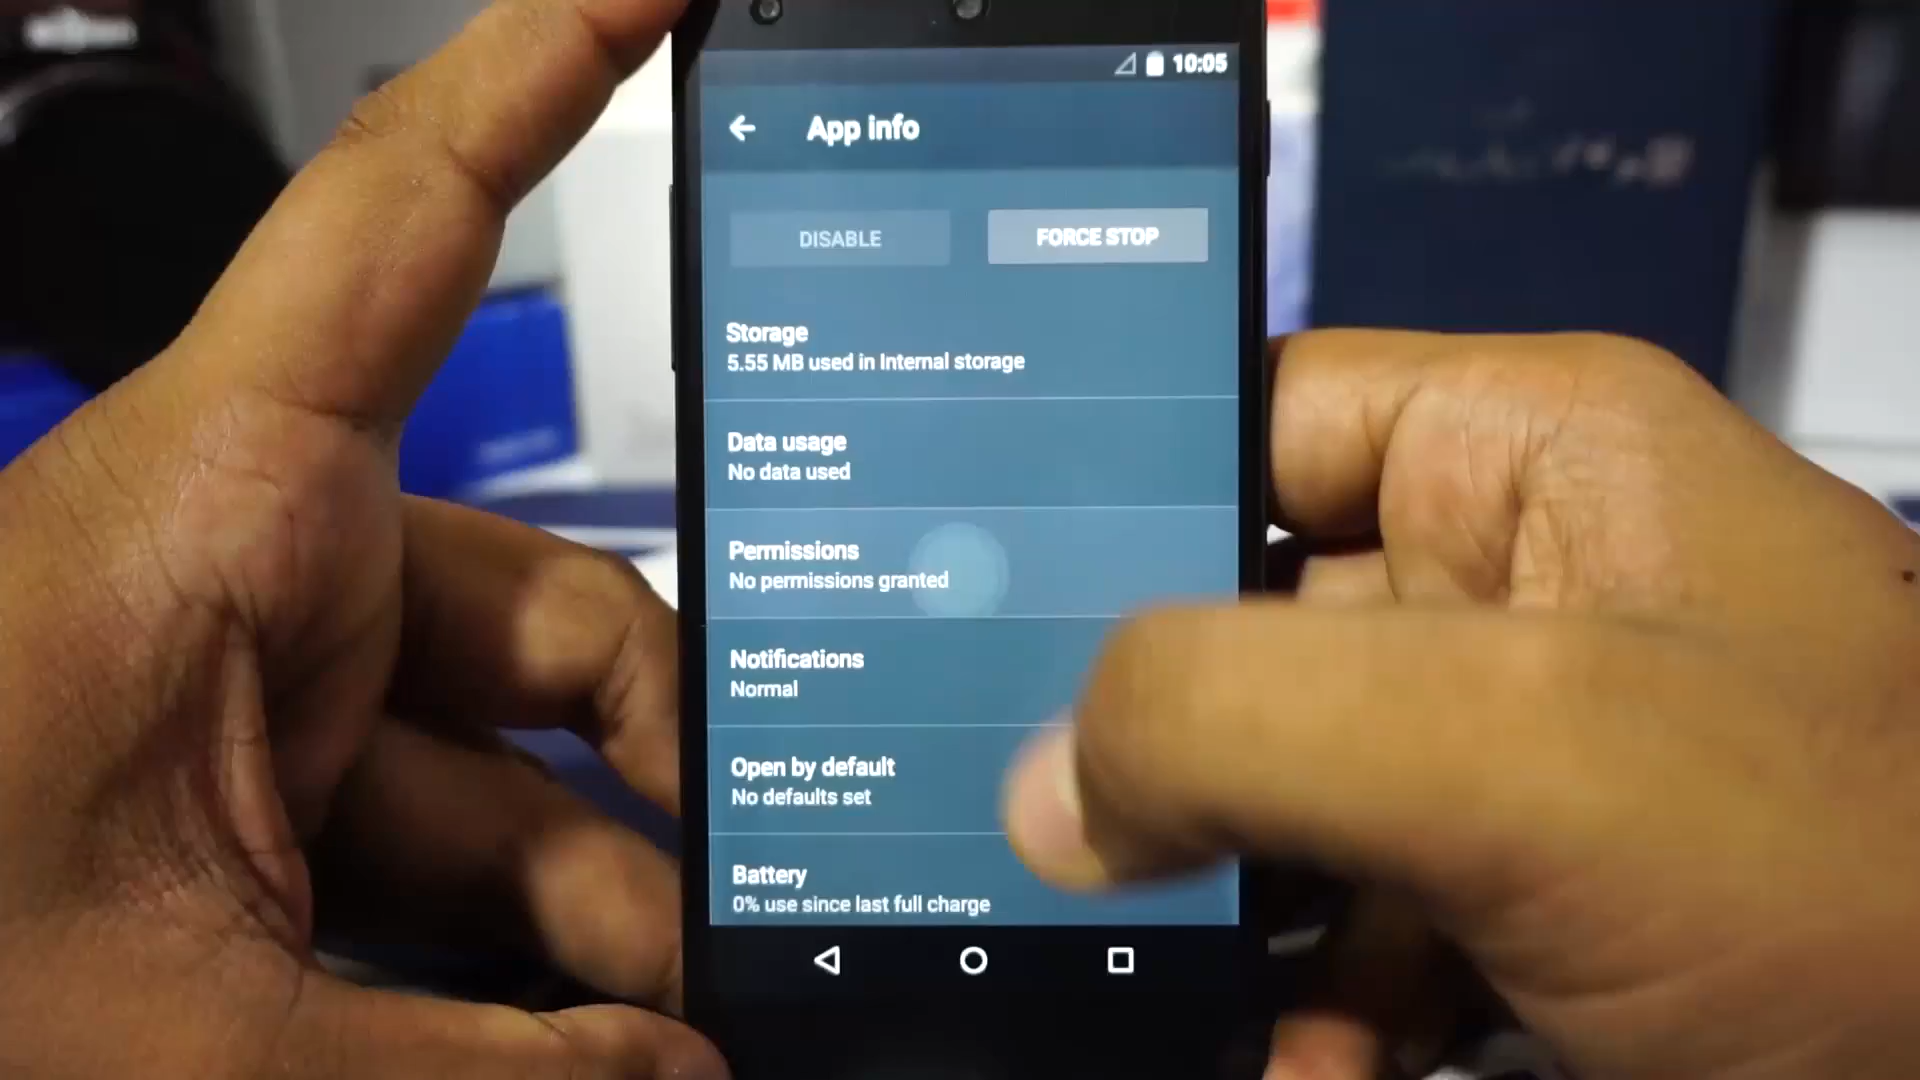 10:05
App info
DISABLE
FORCE STOP
Storage
5.55 MB used in Internal storage
Data usage
No data used
Permissions
No permissions granted
Notifications
Normal
Open by default
No defaults set
Battery
0% use since last full charge